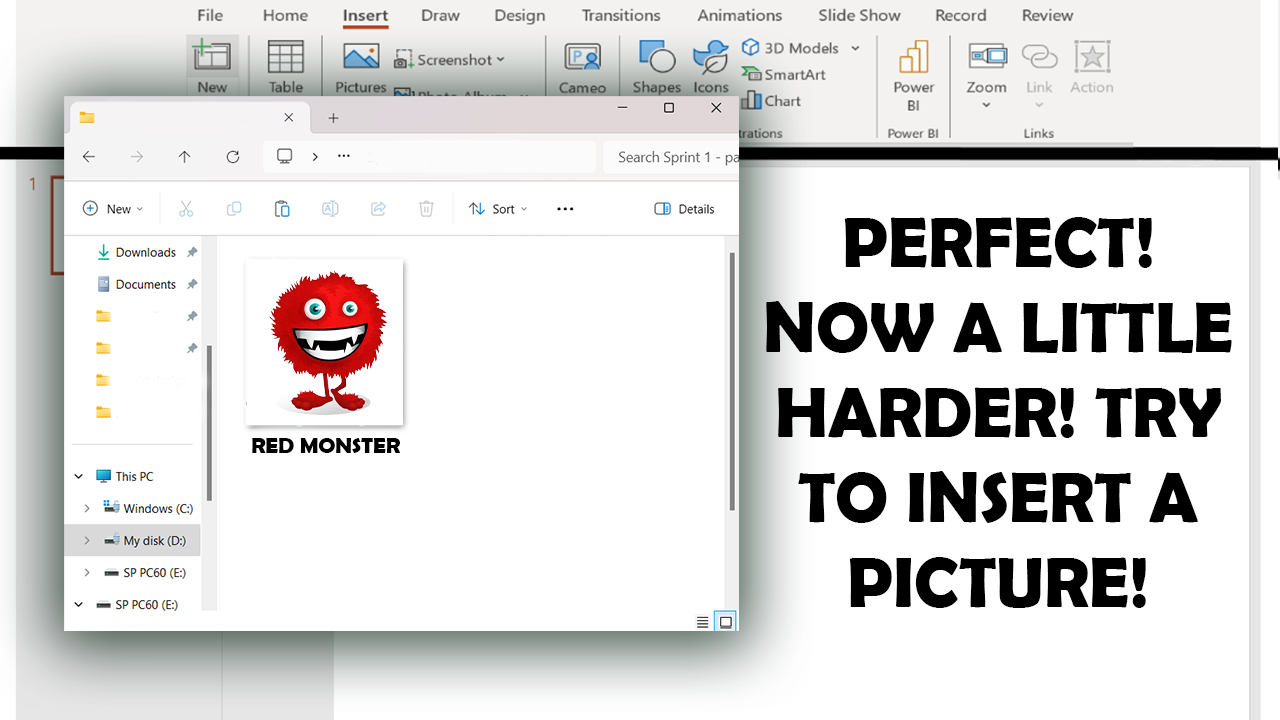 File Home Insert Draw Design Transitions Animations Slide Show Record Review
New Table Pictures Screenshot Cameo Shapes Icons 3D Models SmartArt Chart Power BI Zoom Link Action
Photo Album
trations Power BI Links
Search Sprint 1 - pa
New Sort Details
1
Downloads
Documents
This PC
Windows (C:)
My disk (D:)
SP PC60 (E:)
SP PC60 (E:)
RED MONSTER
PERFECT!
NOW A LITTLE
HARDER! TRY
TO INSERT A
PICTURE!